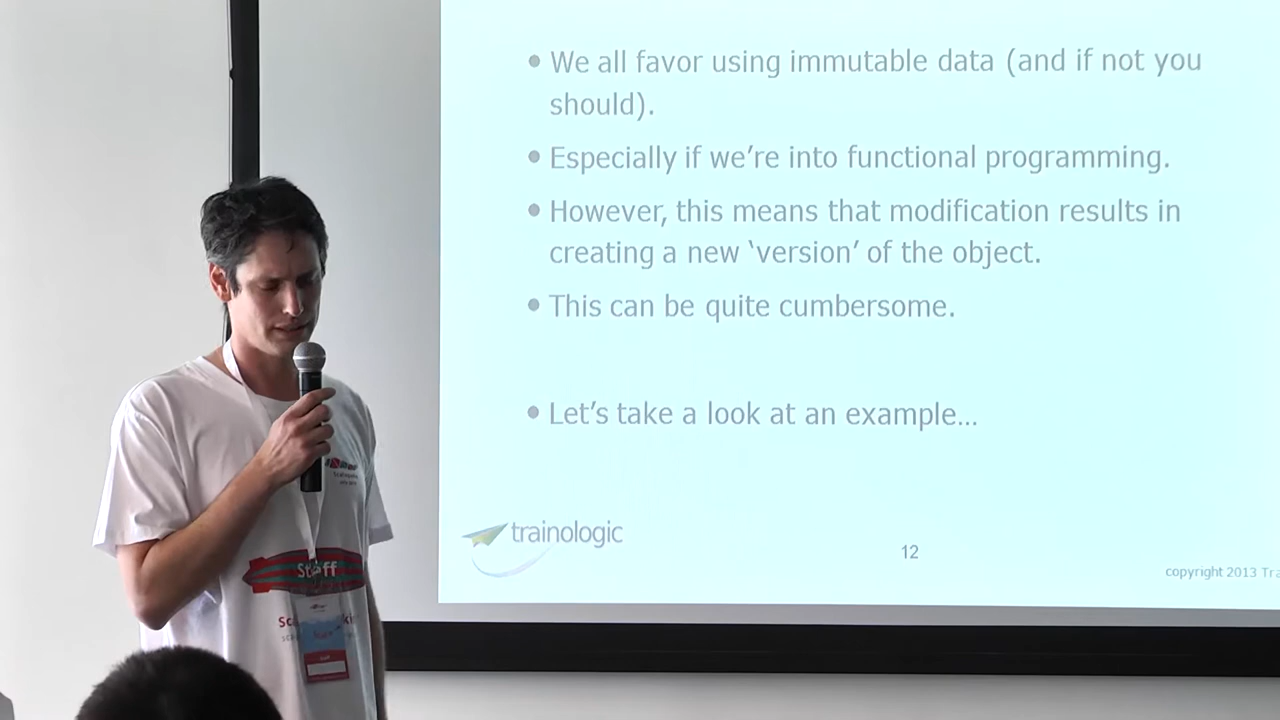 • We all favor using immutable data (and if not you
should).
• Especially if we're into functional programming.
• However, this means that modification results in
creating a new ‘version’ of the object.
• This can be quite cumbersome.
• Let's take a look at an example...
trainologic
12
copyright 2013
Staff